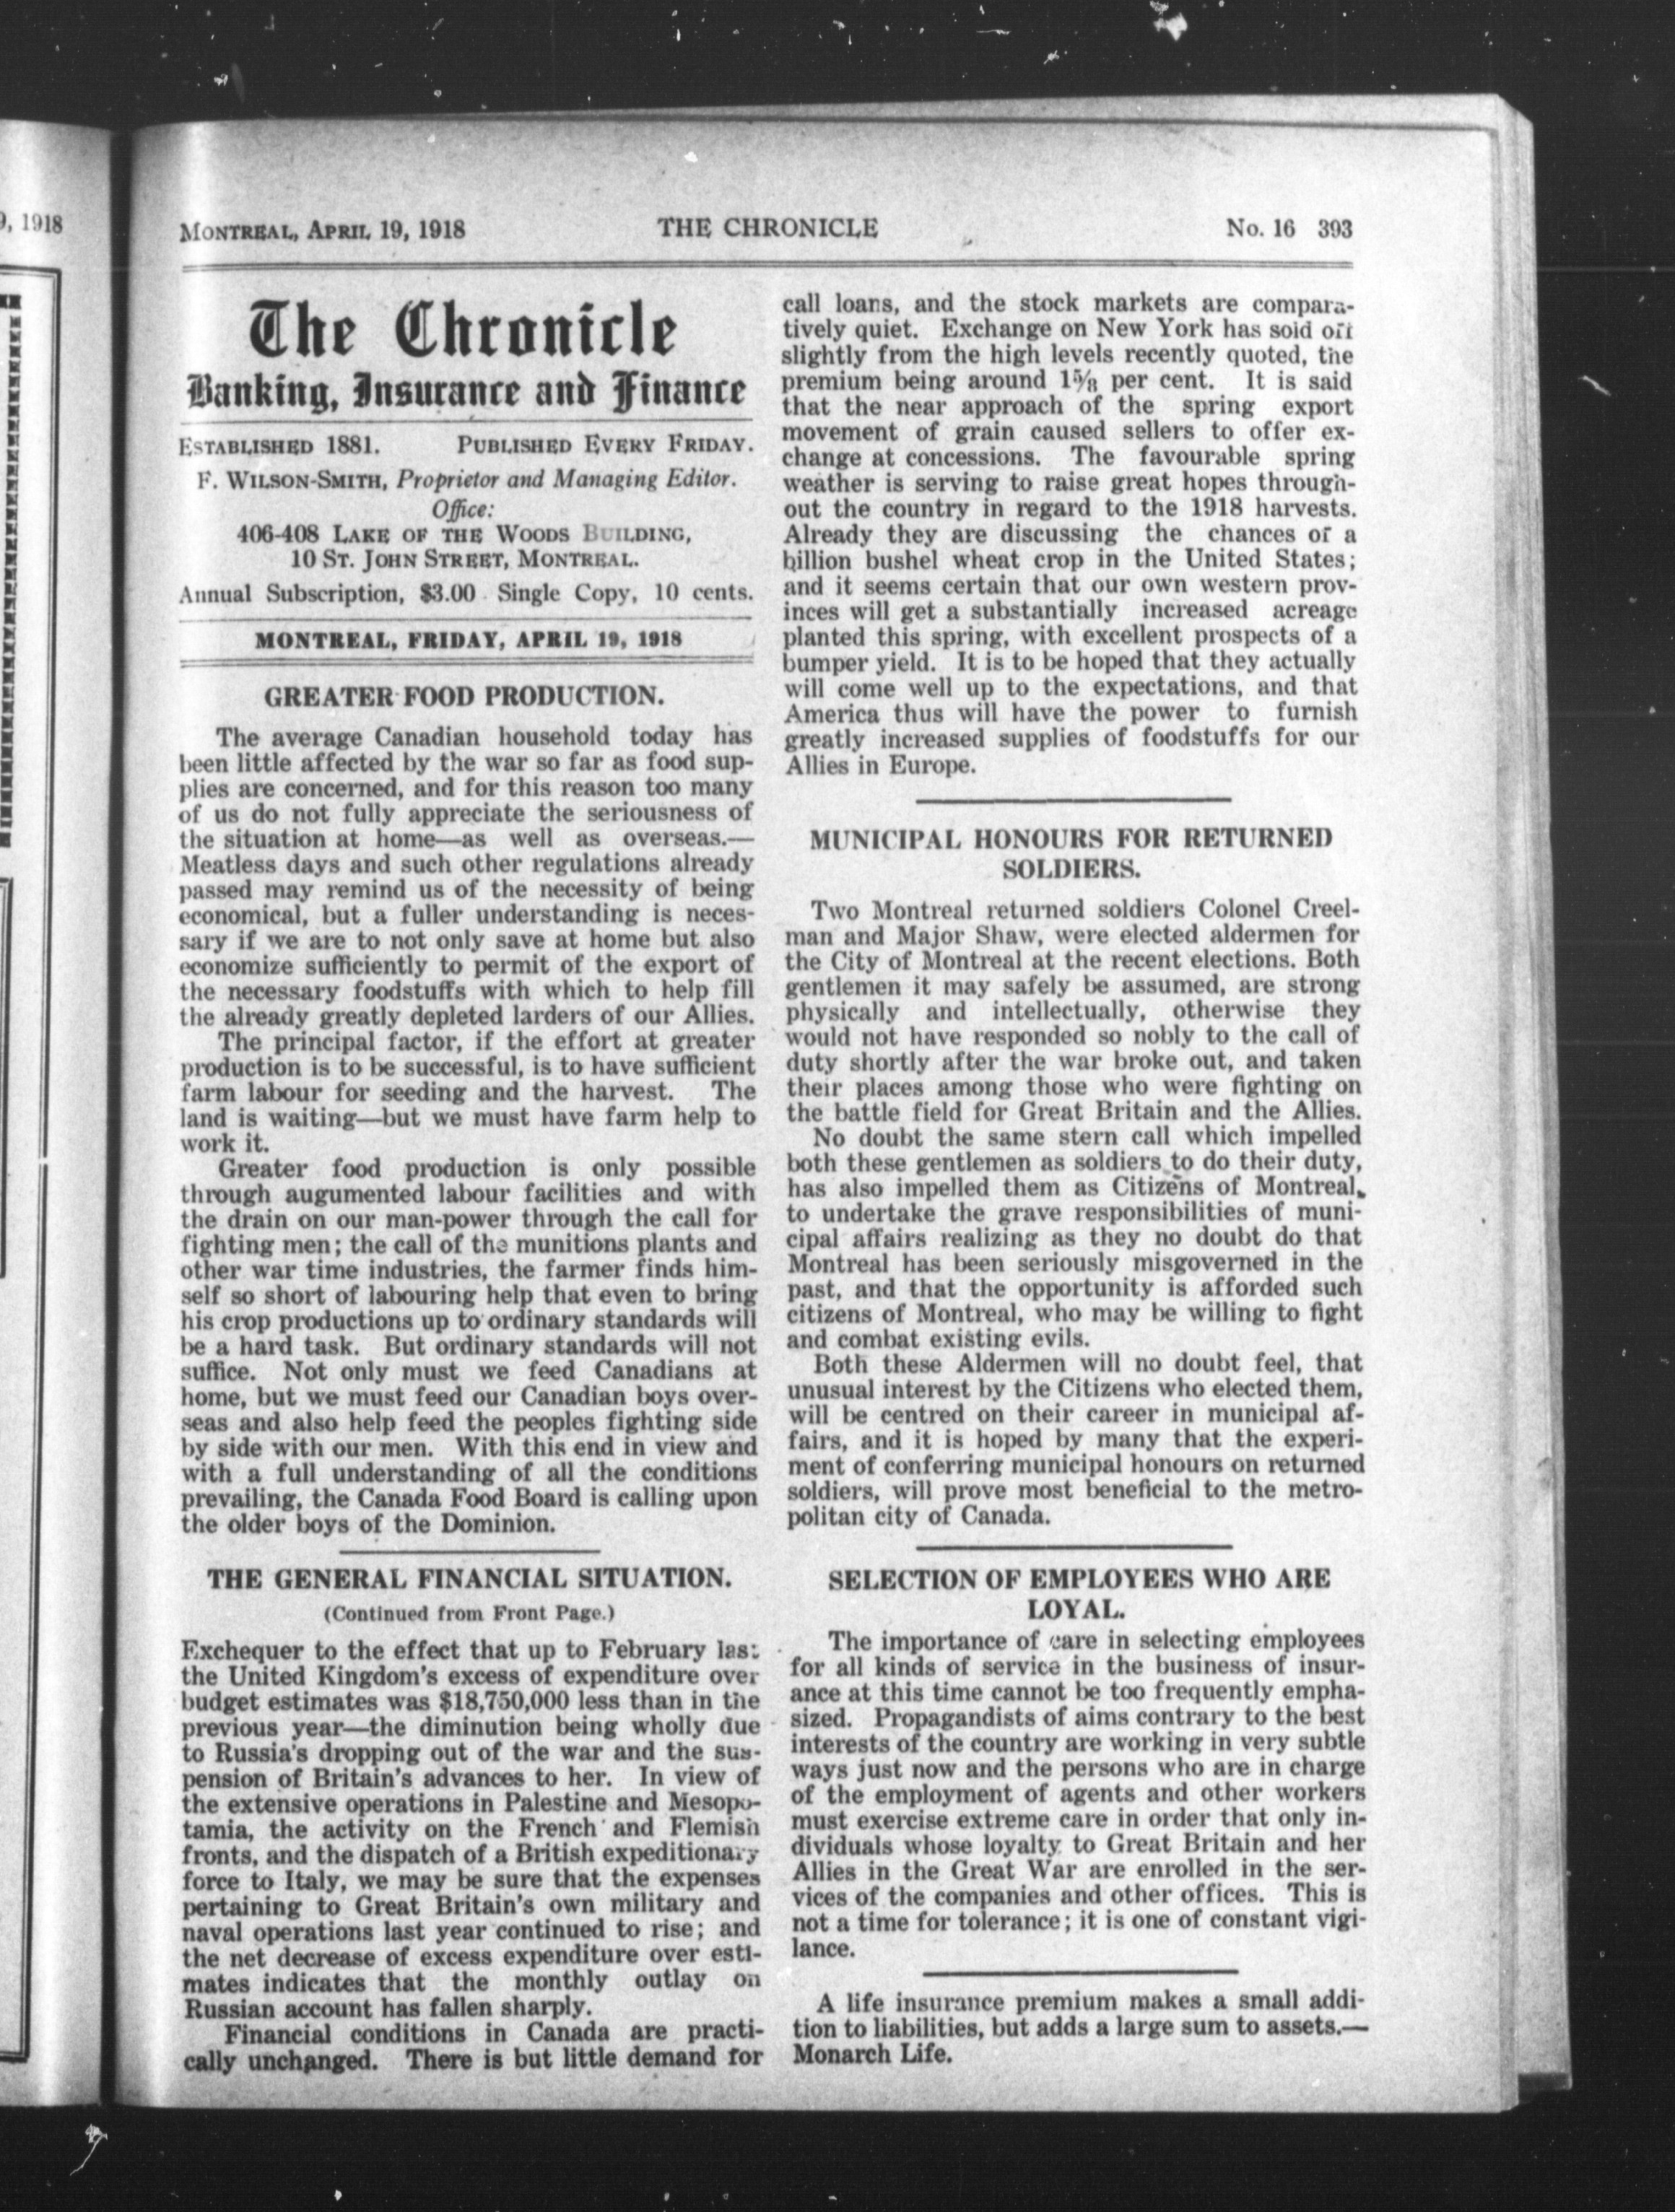 9, 1918
MONTREAL, APRIL 19, 1918 THE CHRONICLE No. 16 393
The Chronicle
Banking, Insurance and Finance
ESTABLISHED 1881. PUBLISHED EVERY FRIDAY.
F. WILSON-SMITH, Proprietor and Managing Editor.
Office:
406-408 LAKE OF THE WOODS BUILDING,
10 ST. JOHN STREET, MONTREAL.
Annual Subscription, $3.00 Single Copy, 10 cents.
MONTREAL, FRIDAY, APRIL 19, 1918
GREATER FOOD PRODUCTION.
The average Canadian household today has
been little affected by the war so far as food sup-
plies are concerned, and for this reason too many
of us do not fully appreciate the seriousness of
the situation at home—as well as overseas.—
Meatless days and such other regulations already
passed may remind us of the necessity of being
economical, but a fuller understanding is neces-
sary if we are to not only save at home but also
economize sufficiently to permit of the export of
the necessary foodstuffs with which to help fill
the already greatly depleted larders of our Allies.
The principal factor, if the effort at greater
production is to be successful, is to have sufficient
farm labour for seeding and the harvest. The
land is waiting—but we must have farm help to
work it.
Greater food production is only possible
through augumented labour facilities and with
the drain on our man-power through the call for
fighting men; the call of the munitions plants and
other war time industries, the farmer finds him-
self so short of labouring help that even to bring
his crop productions up to ordinary standards will
be a hard task. But ordinary standards will not
suffice. Not only must we feed Canadians at
home, but we must feed our Canadian boys over-
seas and also help feed the peoples fighting side
by side with our men. With this end in view and
with a full understanding of all the conditions
prevailing, the Canada Food Board is calling upon
the older boys of the Dominion.
THE GENERAL FINANCIAL SITUATION.
(Continued from Front Page.)
Exchequer to the effect that up to February last
the United Kingdom's excess of expenditure over
budget estimates was $18,750,000 less than in the
previous year—the diminution being wholly due
to Russia's dropping out of the war and the sus-
pension of Britain's advances to her. In view of
the extensive operations in Palestine and Mesopo-
tamia, the activity on the French and Flemish
fronts, and the dispatch of a British expeditionary
force to Italy, we may be sure that the expenses
pertaining to Great Britain's own military and
naval operations last year continued to rise; and
the net decrease of excess expenditure over esti-
mates indicates that the monthly outlay on
Russian account has fallen sharply.
Financial conditions in Canada are practi-
cally unchanged. There is but little demand for
call loans, and the stock markets are compara-
tively quiet. Exchange on New York has sold off
slightly from the high levels recently quoted, the
premium being around 1⅝ per cent. It is said
that the near approach of the spring export
movement of grain caused sellers to offer ex-
change at concessions. The favourable spring
weather is serving to raise great hopes through-
out the country in regard to the 1918 harvests.
Already they are discussing the chances of a
billion bushel wheat crop in the United States;
and it seems certain that our own western prov-
inces will get a substantially increased acreage
planted this spring, with excellent prospects of a
bumper yield. It is to be hoped that they actually
will come well up to the expectations, and that
America thus will have the power to furnish
greatly increased supplies of foodstuffs for our
Allies in Europe.
MUNICIPAL HONOURS FOR RETURNED
SOLDIERS.
Two Montreal returned soldiers Colonel Creel-
man and Major Shaw, were elected aldermen for
the City of Montreal at the recent elections. Both
gentlemen it may safely be assumed, are strong
physically and intellectually, otherwise they
would not have responded so nobly to the call of
duty shortly after the war broke out, and taken
their places among those who were fighting on
the battle field for Great Britain and the Allies.
No doubt the same stern call which impelled
both these gentlemen as soldiers to do their duty,
has also impelled them as Citizens of Montreal,
to undertake the grave responsibilities of muni-
cipal affairs realizing as they no doubt do that
Montreal has been seriously misgoverned in the
past, and that the opportunity is afforded such
citizens of Montreal, who may be willing to fight
and combat existing evils.
Both these Aldermen will no doubt feel, that
unusual interest by the Citizens who elected them,
will be centred on their career in municipal af-
fairs, and it is hoped by many that the experi-
ment of conferring municipal honours on returned
soldiers, will prove most beneficial to the metro-
politan city of Canada.
SELECTION OF EMPLOYEES WHO ARE
LOYAL.
The importance of care in selecting employees
for all kinds of service in the business of insur-
ance at this time cannot be too frequently empha-
sized. Propagandists of aims contrary to the best
interests of the country are working in very subtle
ways just now and the persons who are in charge
of the employment of agents and other workers
must exercise extreme care in order that only in-
dividuals whose loyalty to Great Britain and her
Allies in the Great War are enrolled in the ser-
vices of the companies and other offices. This is
not a time for tolerance; it is one of constant vigi-
lance.
A life insurance premium makes a small addi-
tion to liabilities, but adds a large sum to assets.—
Monarch Life.